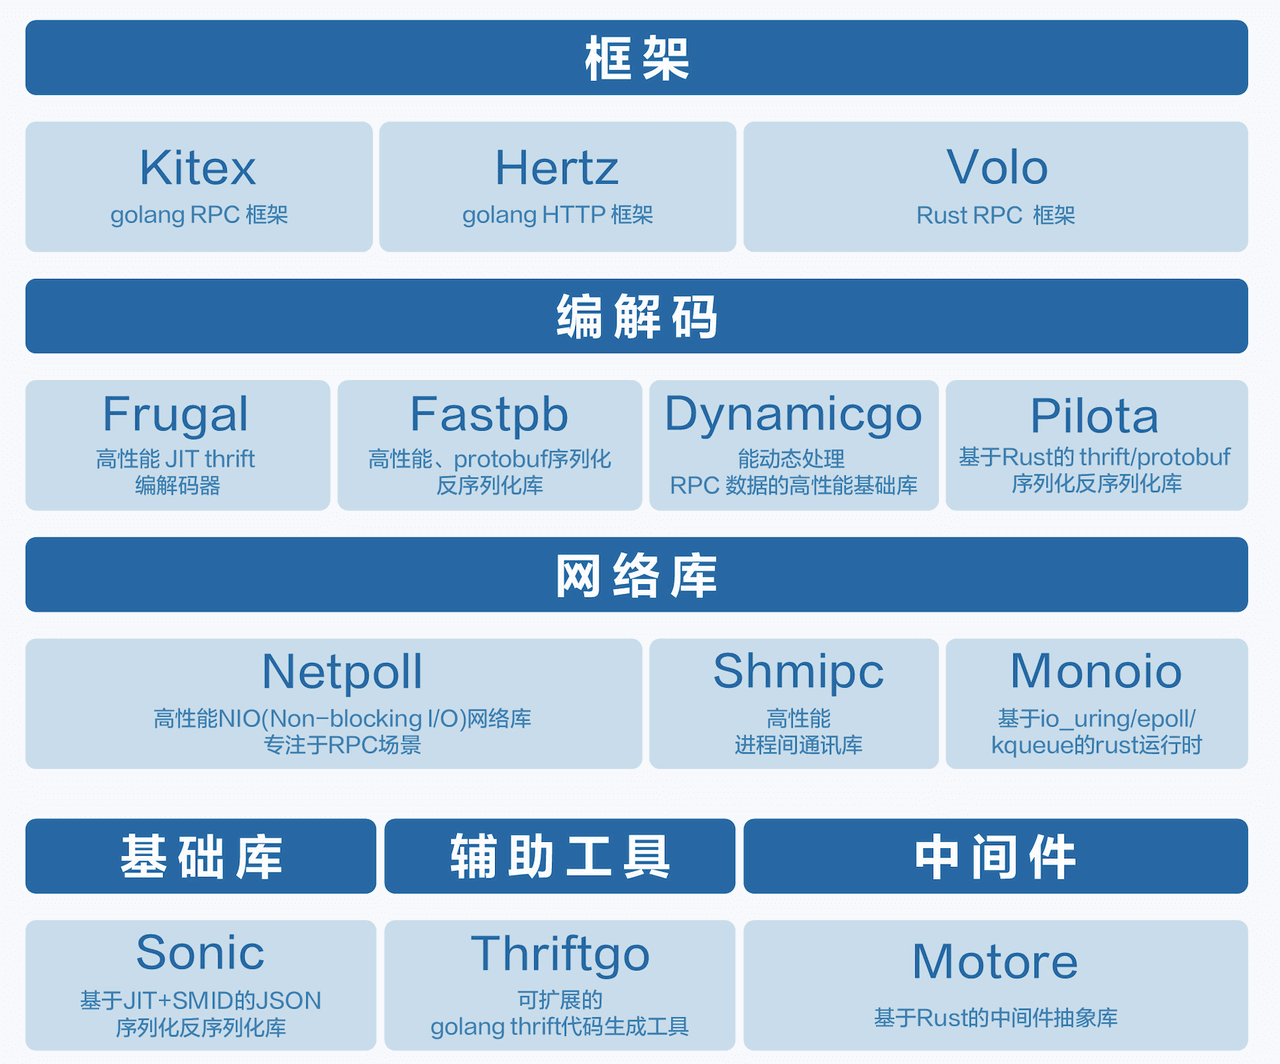 框架
Kitex
golang RPC 框架
Hertz
golang HTTP 框架
Volo
Rust RPC 框架
编解码
Frugal
高性能 JIT thrift
编解码器
Fastpb
高性能、protobuf序列化
反序列化库
Dynamicgo
能动态处理
RPC 数据的高性能基础库
Pilota
基于Rust的 thrift/protobuf
序列化反序列化库
网络库
Netpoll
高性能NIO(Non-blocking I/O)网络库
专注于RPC场景
Shmipc
高性能
进程间通讯库
Monoio
基于io_uring/epoll/
kqueue的rust运行时
基础库
Sonic
基于JIT+SMID的JSON
序列化反序列化库
辅助工具
Thriftgo
可扩展的
golang thrift代码生成工具
中间件
Motore
基于Rust的中间件抽象库